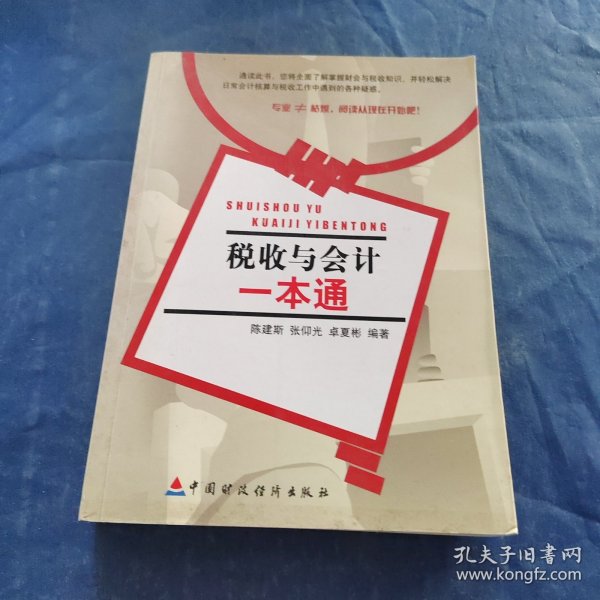 通读此书，您将全面了解掌握财会与税收知识，并轻松解决
日常会计核算与税收工作中遇到的各种疑惑。
专业≠枯燥，阅读从现在开始吧！
SHUISHOU YU
KUAIJI YIBENTONG
税收与会计
一本通
陈建斯 张仰光 卓夏彬 编著
中国财政经济出版社
孔夫子旧书网
www.kongfz.com